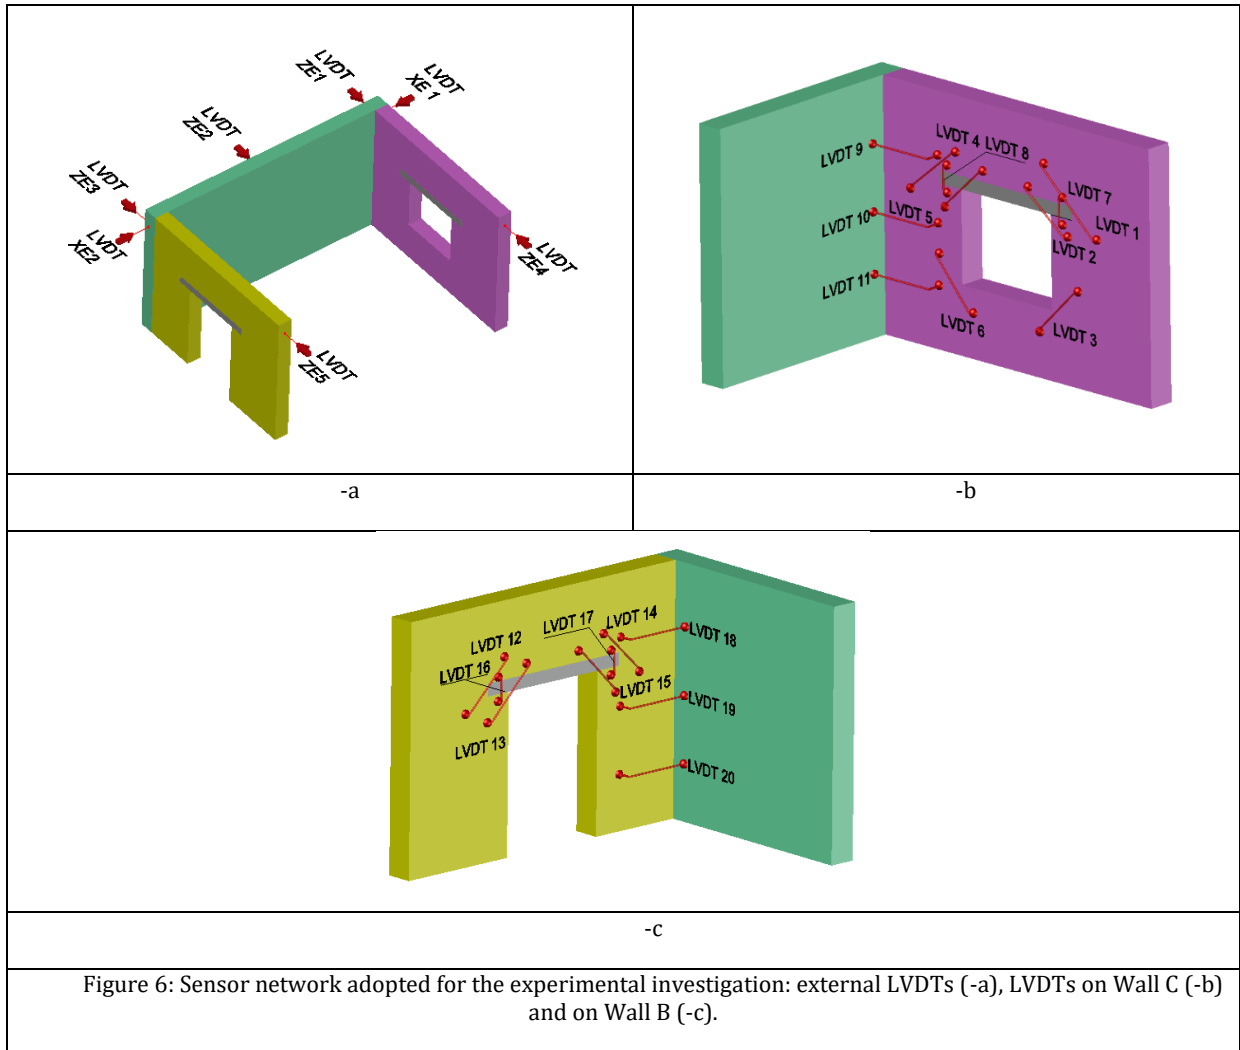 LVDT
ZE1
LVDT
XE 1
LVDT
ZE2
LVDT
ZE3
LVDT
XE2
LVDT
ZE4
LVDT
ZE5
-a
LVDT 4
LVDT 8
LVDT 9
LVDT 7
LVDT 5
LVDT 10
LVDT 1
LVDT 2
LVDT 11
LVDT 6
LVDT 3
-b
LVDT 17
LVDT 14
LVDT 12
LVDT 18
LVDT 16
LVDT 15
LVDT 19
LVDT 13
LVDT 20
-c
Figure 6: Sensor network adopted for the experimental investigation: external LVDTs (-a), LVDTs on Wall C (-b)
and on Wall B (-c).